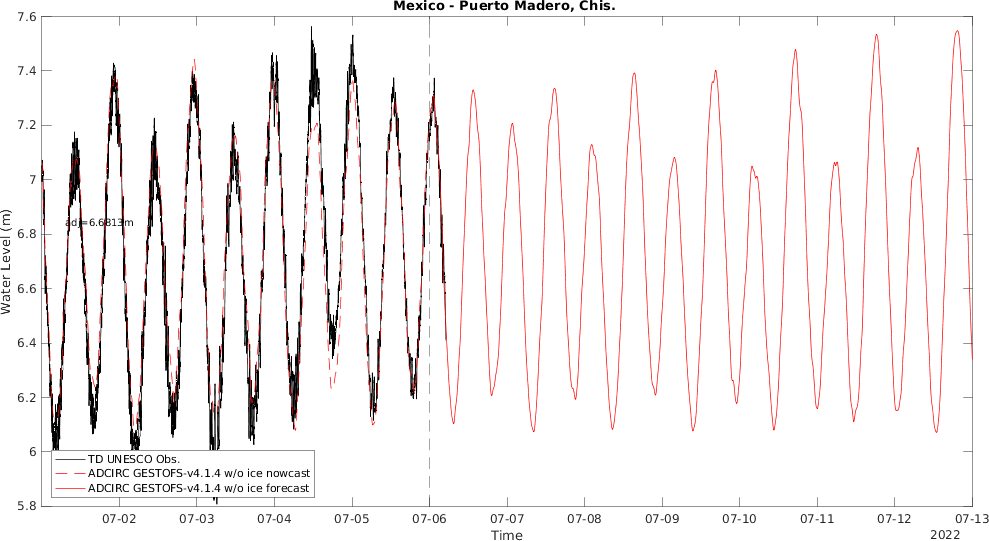 Mexico - Puerto Madero, Chis.
7.6
7.4
7.2
7
6.8
6.6
6.4
6.2
6
5.8
Water Level (m)
adj=6.6813m
TD UNESCO Obs.
ADCIRC GESTOFS-v4.1.4 w/o ice nowcast
ADCIRC GESTOFS-v4.1.4 w/o ice forecast
07-02 07-03 07-04 07-05 07-06 07-07 07-08 07-09 07-10 07-11 07-12 07-13
Time
2022